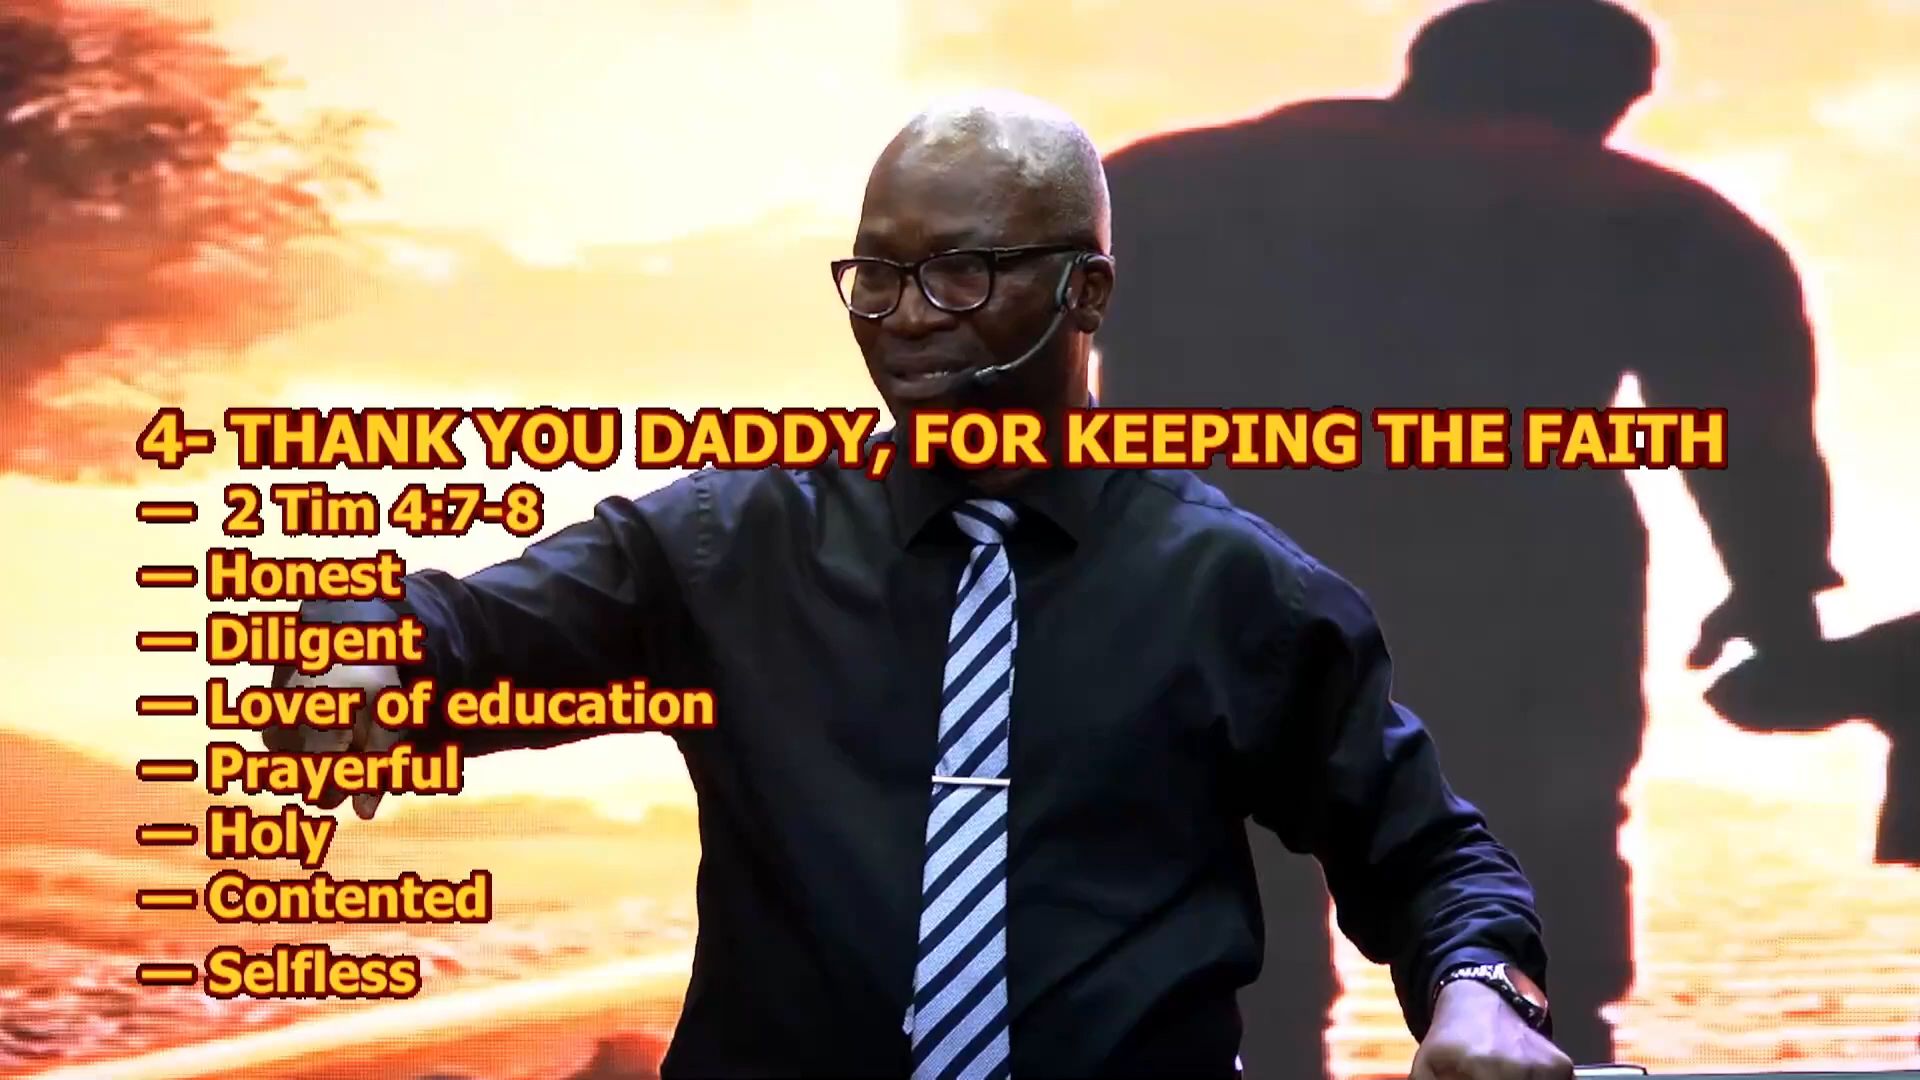 4- THANK YOU DADDY, FOR KEEPING THE FAITH
— 2 Tim 4:7-8
— Honest
— Diligent
— Lover of education
— Prayerful
— Holy
— Contented
— Selfless